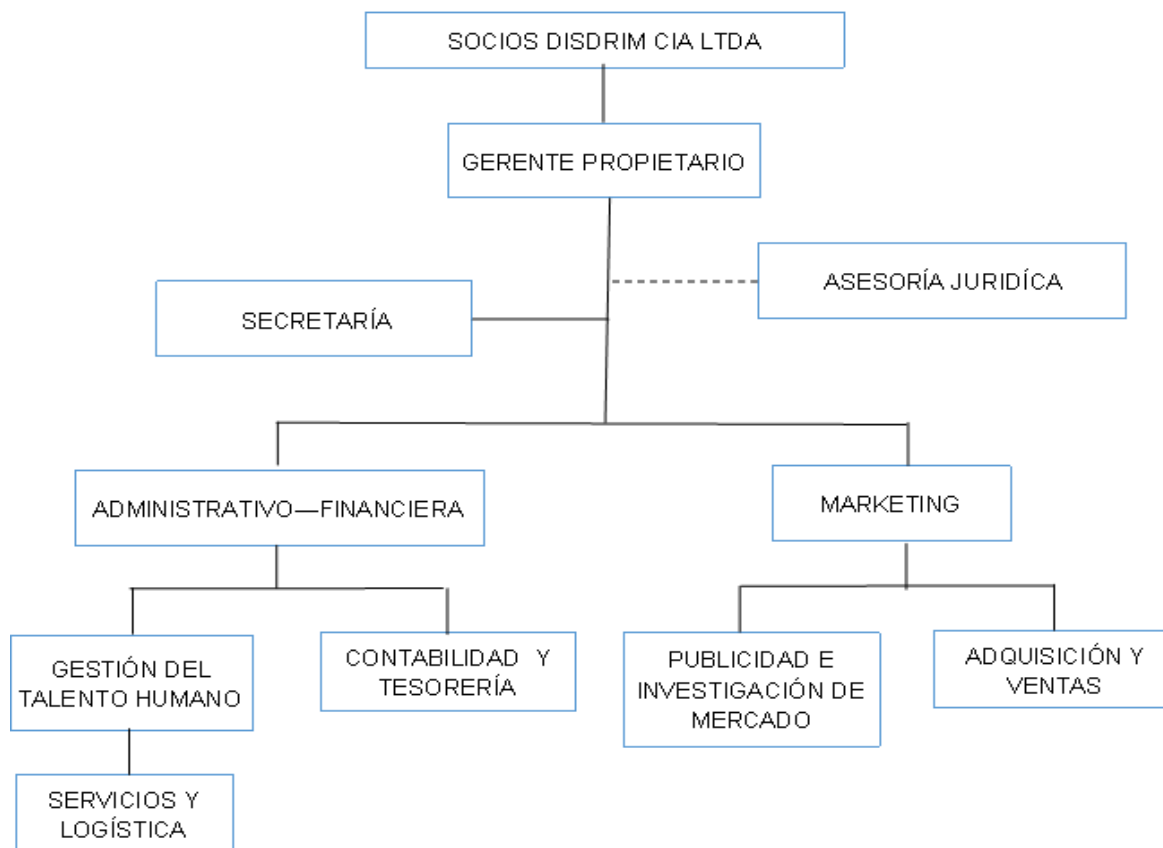 SOCIOS DISDRIM CIA LTDA
GERENTE PROPIETARIO
ASESORÍA JURIDÍCA
SECRETARÍA
ADMINISTRATIVO—FINANCIERA
MARKETING
GESTIÓN DEL
TALENTO HUMANO
CONTABILIDAD Y
TESORERÍA
PUBLICIDAD E
INVESTIGACIÓN DE
MERCADO
ADQUISICIÓN Y
VENTAS
SERVICIOS Y
LOGÍSTICA